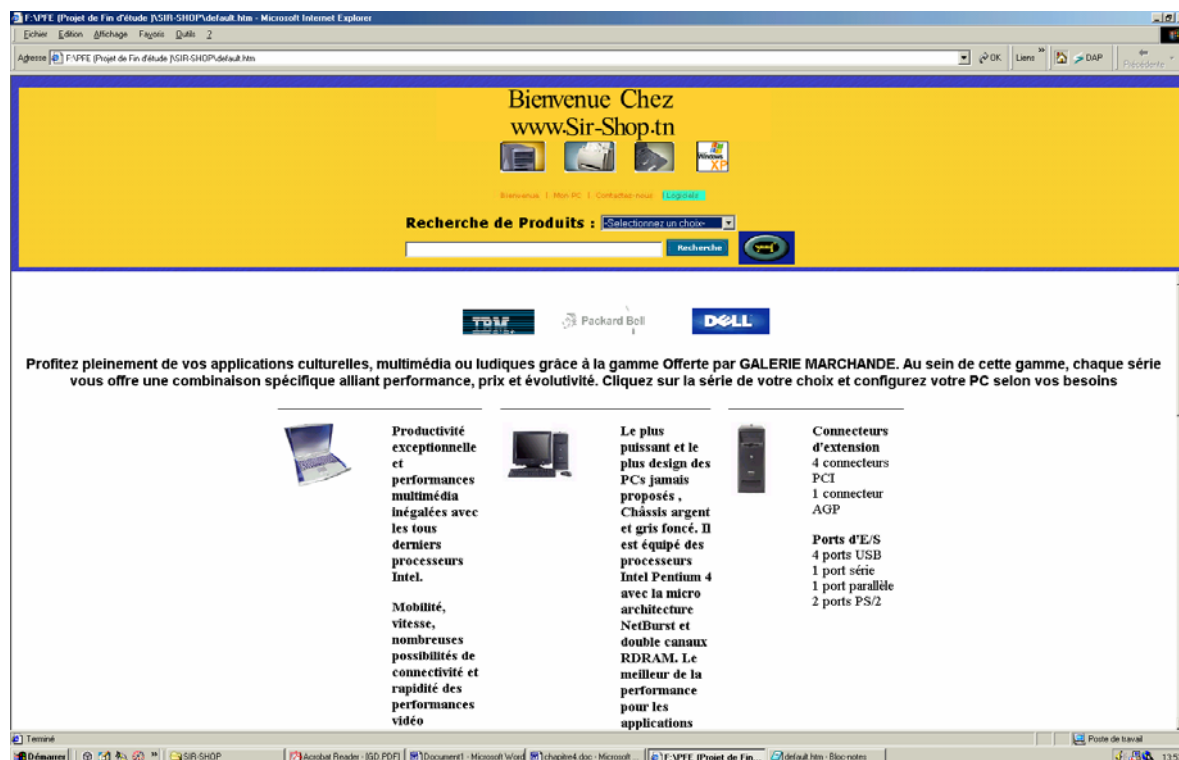 F:\PFE (Projet de Fin d'étude )\SIR-SHOP\default.htm - Microsoft Internet Explorer
Fichier Edition Affichage Favoris Outils ?
Adresse F:\PFE (Projet de Fin d'étude )\SIR-SHOP\default.htm OK Liens » DAP Précédente
Bienvenue Chez
www.Sir-Shop.tn
Windows XP
Bienvenue | Mon PC | Contactez-nous | Logiciels
Recherche de Produits : -Selectionnez un choix-
Recherche
IBM. Packard Bell DELL
Profitez pleinement de vos applications culturelles, multimédia ou ludiques grâce à la gamme Offerte par GALERIE MARCHANDE. Au sein de cette gamme, chaque série
vous offre une combinaison spécifique alliant performance, prix et évolutivité. Cliquez sur la série de votre choix et configurez votre PC selon vos besoins
Productivité
exceptionnelle
et
performances
multimédia
inégalées avec
les tous
derniers
processeurs
Intel.
Mobilité,
vitesse,
nombreuses
possibilités de
connectivité et
rapidité des
performances
vidéo
Le plus
puissant et le
plus design des
PCs jamais
proposés ,
Châssis argent
et gris foncé. Il
est équipé des
processeurs
Intel Pentium 4
avec la micro
architecture
NetBurst et
double canaux
RDRAM. Le
meilleur de la
performance
pour les
applications
Connecteurs
d'extension
4 connecteurs
PCI
1 connecteur
AGP
Ports d'E/S
4 ports USB
1 port série
1 port parallèle
2 ports PS/2
Terminé Poste de travail
Démarrer » SIR-SHOP Acrobat Reader - [GD.PDF] Document1 - Microsoft Word chapitre4.doc - Microsoft ... F:\PFE (Projet de Fin... default.htm - Bloc-notes